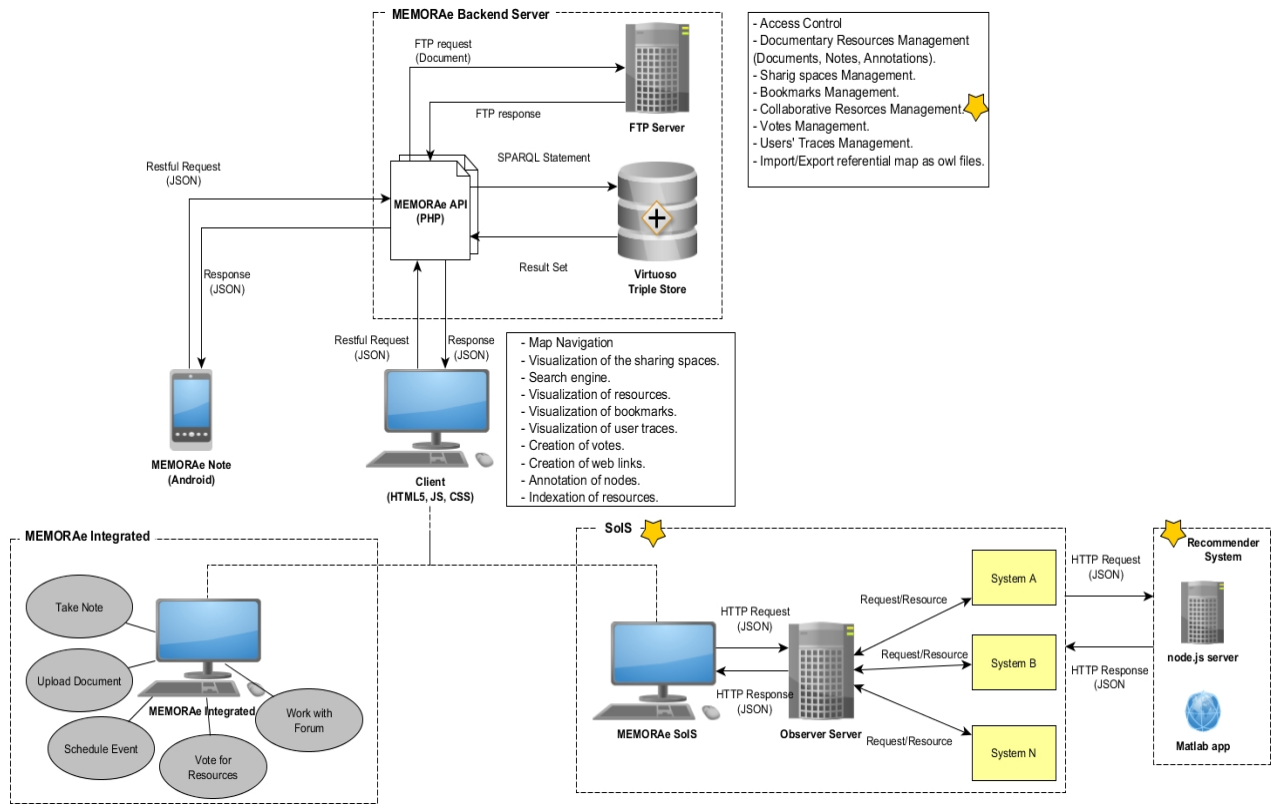 MEMORAe Backend Server
FTP request
(Document)
FTP response
FTP Server
SPARQL Statement
MEMORAe API
(PHP)
Result Set
Virtuoso
Triple Store
- Access Control
- Documentary Resources Management
(Documents, Notes, Annotations).
- Sharig spaces Management.
- Bookmarks Management.
- Collaborative Resorces Management.
- Votes Management.
- Users' Traces Management.
- Import/Export referential map as owl files.
Restful Request
(JSON)
Response
(JSON)
MEMORAe Note
(Android)
Restful Request
(JSON)
Response
(JSON)
Client
(HTML5, JS, CSS)
- Map Navigation
- Visualization of the sharing spaces.
- Search engine.
- Visualization of resources.
- Visualization of bookmarks.
- Visualization of user traces.
- Creation of votes.
- Creation of web links.
- Annotation of nodes.
- Indexation of resources.
MEMORAe Integrated
Take Note
Upload Document
MEMORAe Integrated
Schedule Event
Vote for
Resources
Work with
Forum
SoIS
MEMORAe SoIS
HTTP Request
(JSON)
HTTP Response
(JSON)
Observer Server
Request/Resource
Request/Resource
Request/Resource
System A
System B
System N
HTTP Request
(JSON)
HTTP Response
(JSON
Recommender
System
node.js server
Matlab app